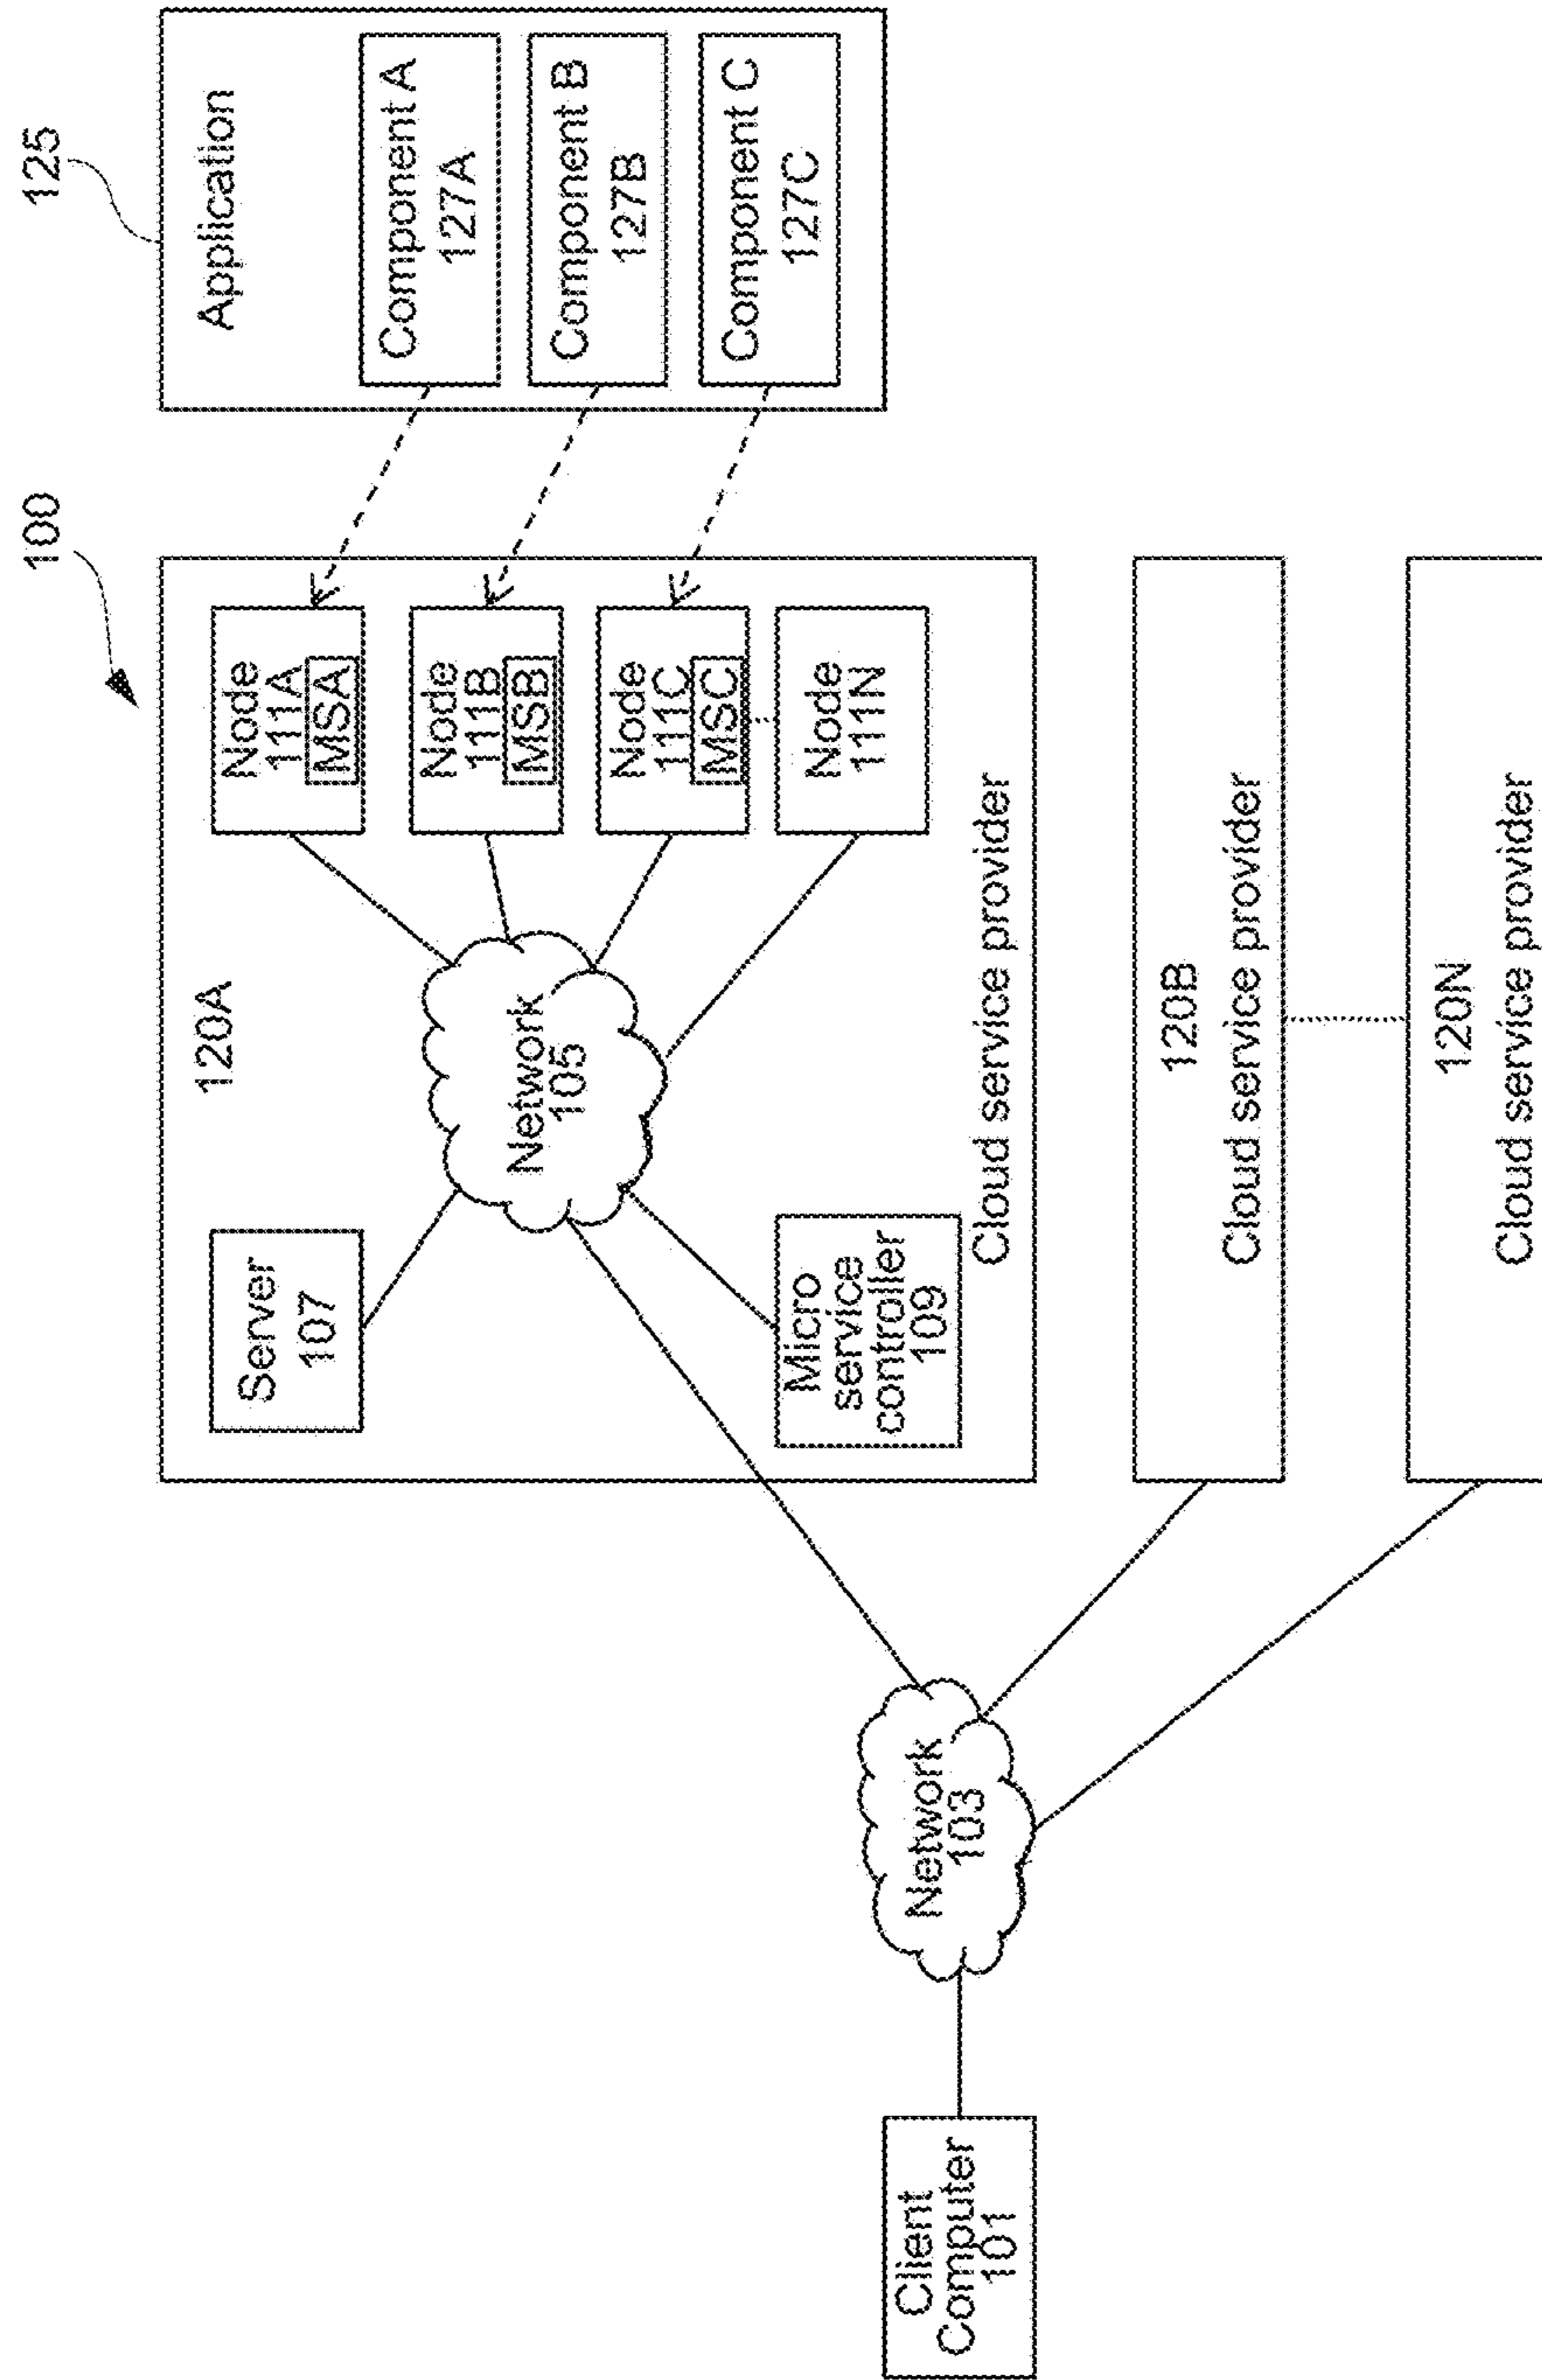 100
125
120A
Server
107
Network
105
Node
111A
MSA
Node
111B
MSB
Node
111C
MSC
Node
111N
Micro
service
controller
109
Cloud service provider
Application
Component A
127A
Component B
127B
Component C
127C
Client
Computer
101
Network
103
120B
Cloud service provider
120N
Cloud service provider